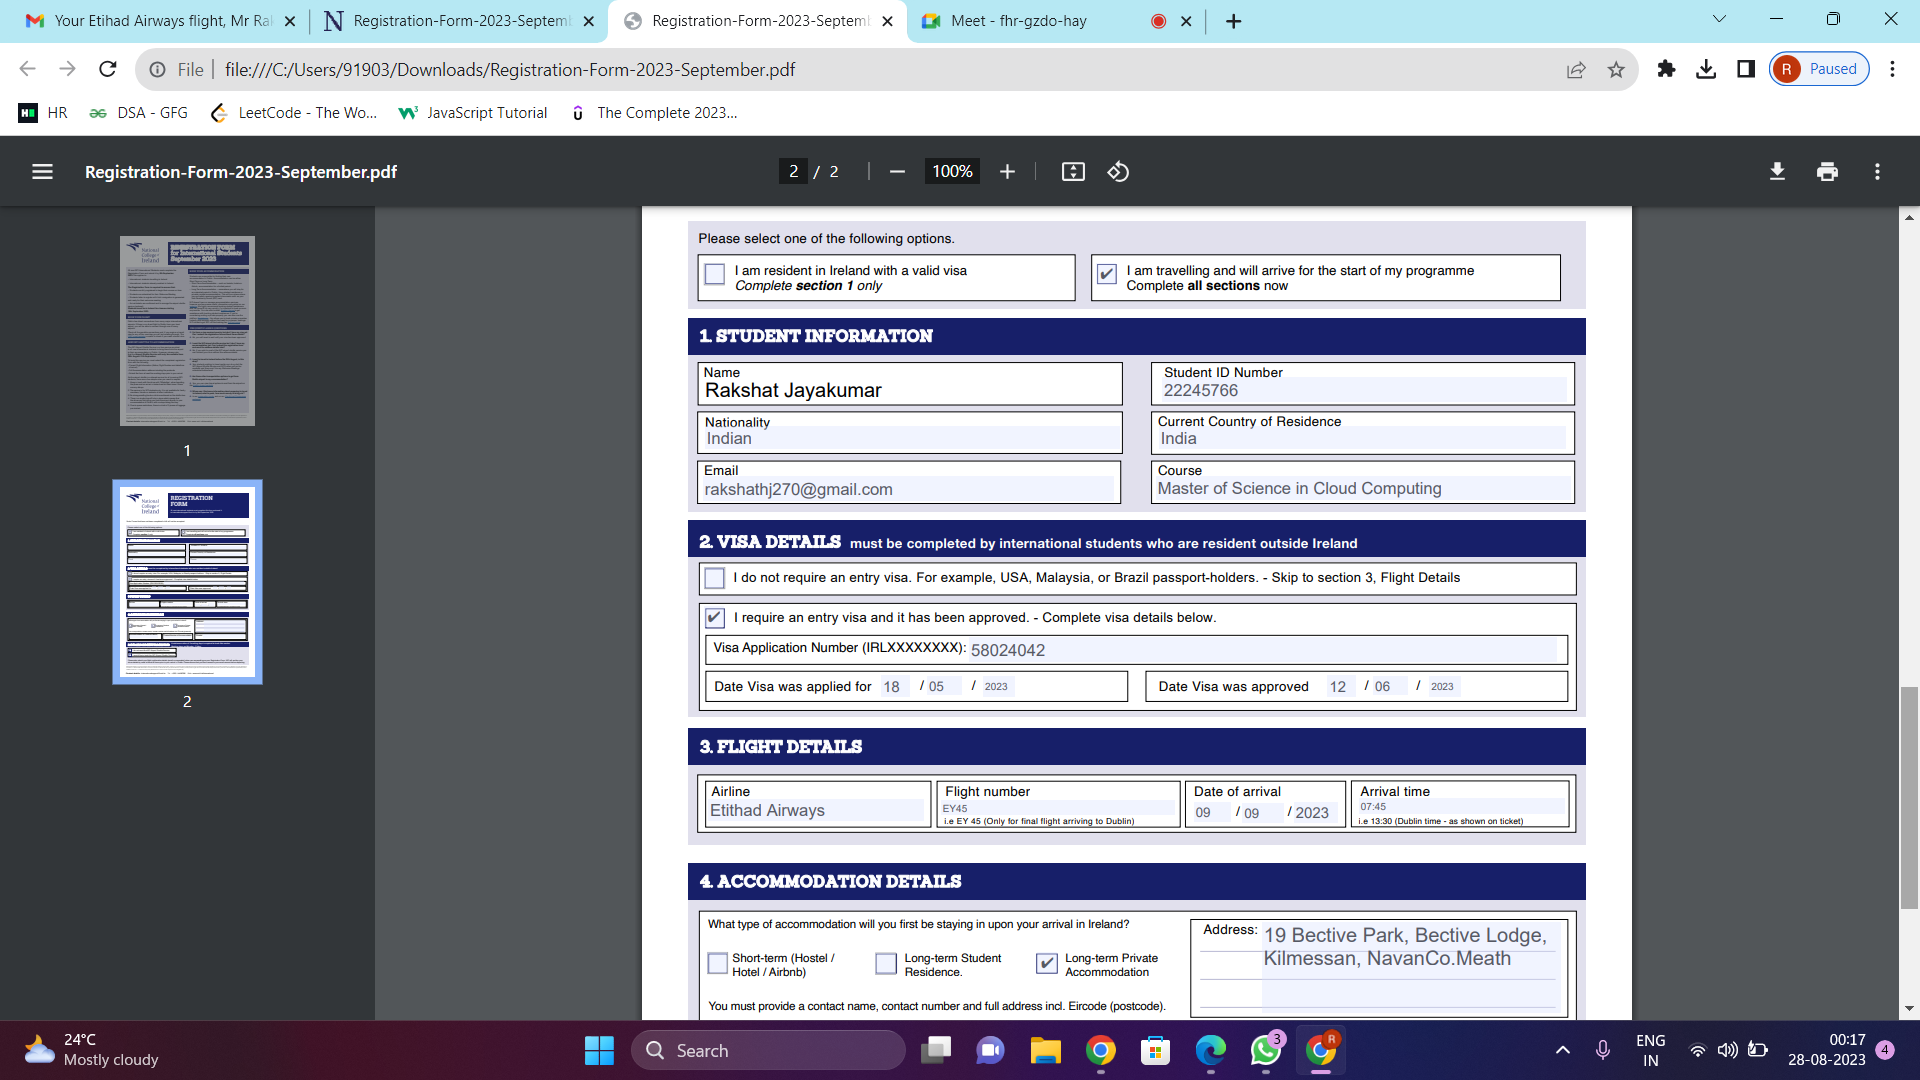 Your Etihad Airways flight, Mr Ra
Registration-Form-2023-Septem
Registration-Form-2023-Septem
Meet - fhr-gzdo-hay
File
file:///C:/Users/91903/Downloads/Registration-Form-2023-September.pdf
R Paused
HR
DSA - GFG
LeetCode - The Wo...
JavaScript Tutorial
The Complete 2023...
Registration-Form-2023-September.pdf
2 / 2
100%
1
2
Please select one of the following options.
I am resident in Ireland with a valid visa
Complete section 1 only
I am travelling and will arrive for the start of my programme
Complete all sections now
1. STUDENT INFORMATION
Name
Rakshat Jayakumar
Student ID Number
22245766
Nationality
Indian
Current Country of Residence
India
Email
rakshathj270@gmail.com
Course
Master of Science in Cloud Computing
2. VISA DETAILS must be completed by international students who are resident outside Ireland
I do not require an entry visa. For example, USA, Malaysia, or Brazil passport-holders. - Skip to section 3, Flight Details
I require an entry visa and it has been approved. - Complete visa details below.
Visa Application Number (IRLXXXXXXXX): 58024042
Date Visa was applied for 18 / 05 / 2023
Date Visa was approved 12 / 06 / 2023
3. FLIGHT DETAILS
Airline
Etithad Airways
Flight number
EY45
i.e EY 45 (Only for final flight arriving to Dublin)
Date of arrival
09 / 09 / 2023
Arrival time
07:45
i.e 13:30 (Dublin time - as shown on ticket)
4. ACCOMMODATION DETAILS
What type of accommodation will you first be staying in upon your arrival in Ireland?
Short-term (Hostel /
Hotel / Airbnb)
Long-term Student
Residence.
Long-term Private
Accommodation
Address: 19 Bective Park, Bective Lodge,
Kilmessan, NavanCo.Meath
You must provide a contact name, contact number and full address incl. Eircode (postcode).
24°C
Mostly cloudy
Search
3
R
ENG
IN
00:17
28-08-2023
4